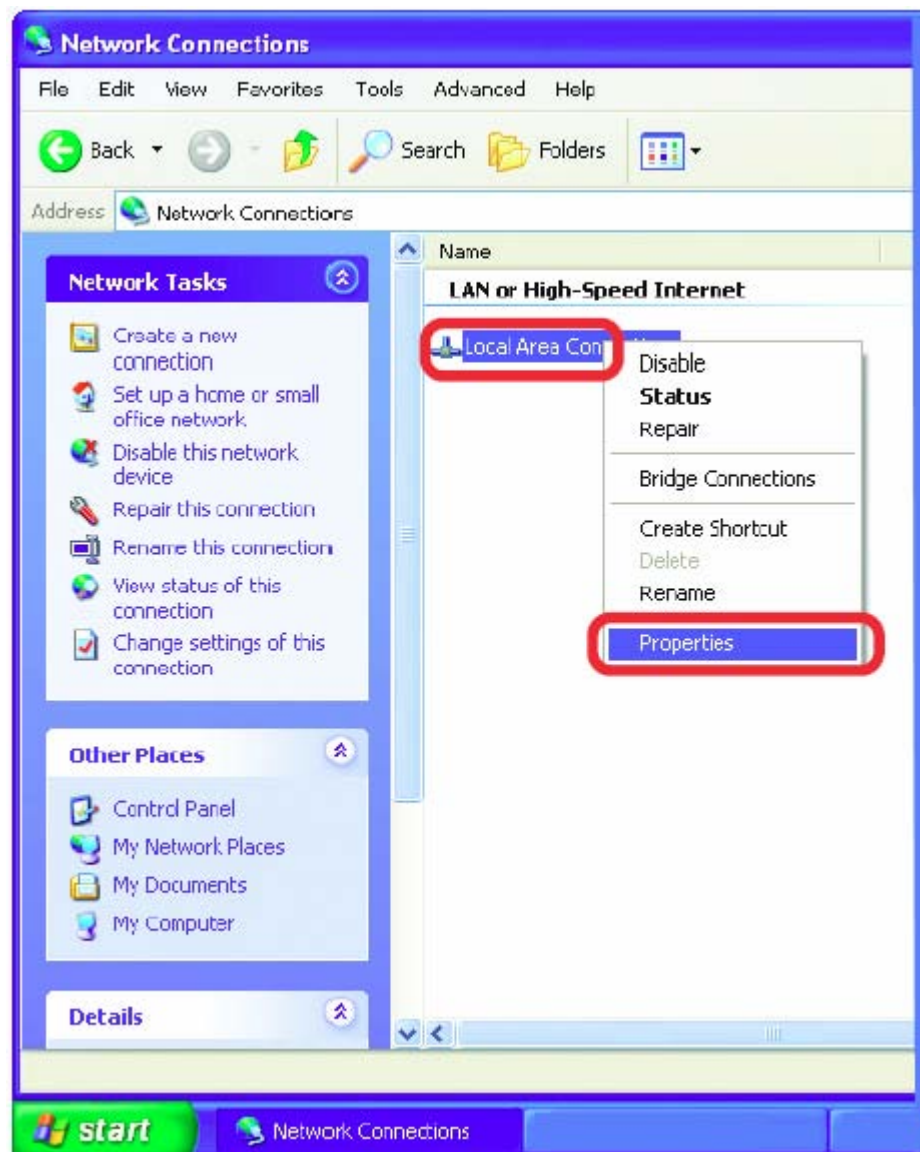 Network Connections
File Edit View Favorites Tools Advanced Help
Back Search Folders
Address Network Connections
Network Tasks
Create a new
connection
Set up a home or small
office network
Disable this network
device
Repair this connection
Rename this connection
View status of this
connection
Change settings of this
connection
Other Places
Control Panel
My Network Places
My Documents
My Computer
Details
Name
LAN or High-Speed Internet
Local Area Con
Disable
Status
Repair
Bridge Connections
Create Shortcut
Delete
Rename
Properties
start Network Connections